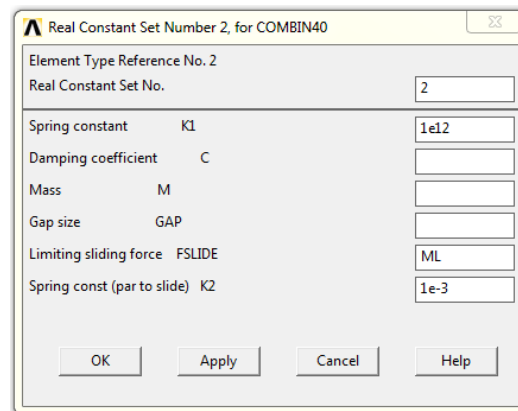 Real Constant Set Number 2, for COMBIN40
Element Type Reference No. 2
Real Constant Set No. 2
Spring constant K1 1e12
Damping coefficient C
Mass M
Gap size GAP
Limiting sliding force FSLIDE ML
Spring const (par to slide) K2 1e-3
OK Apply Cancel Help